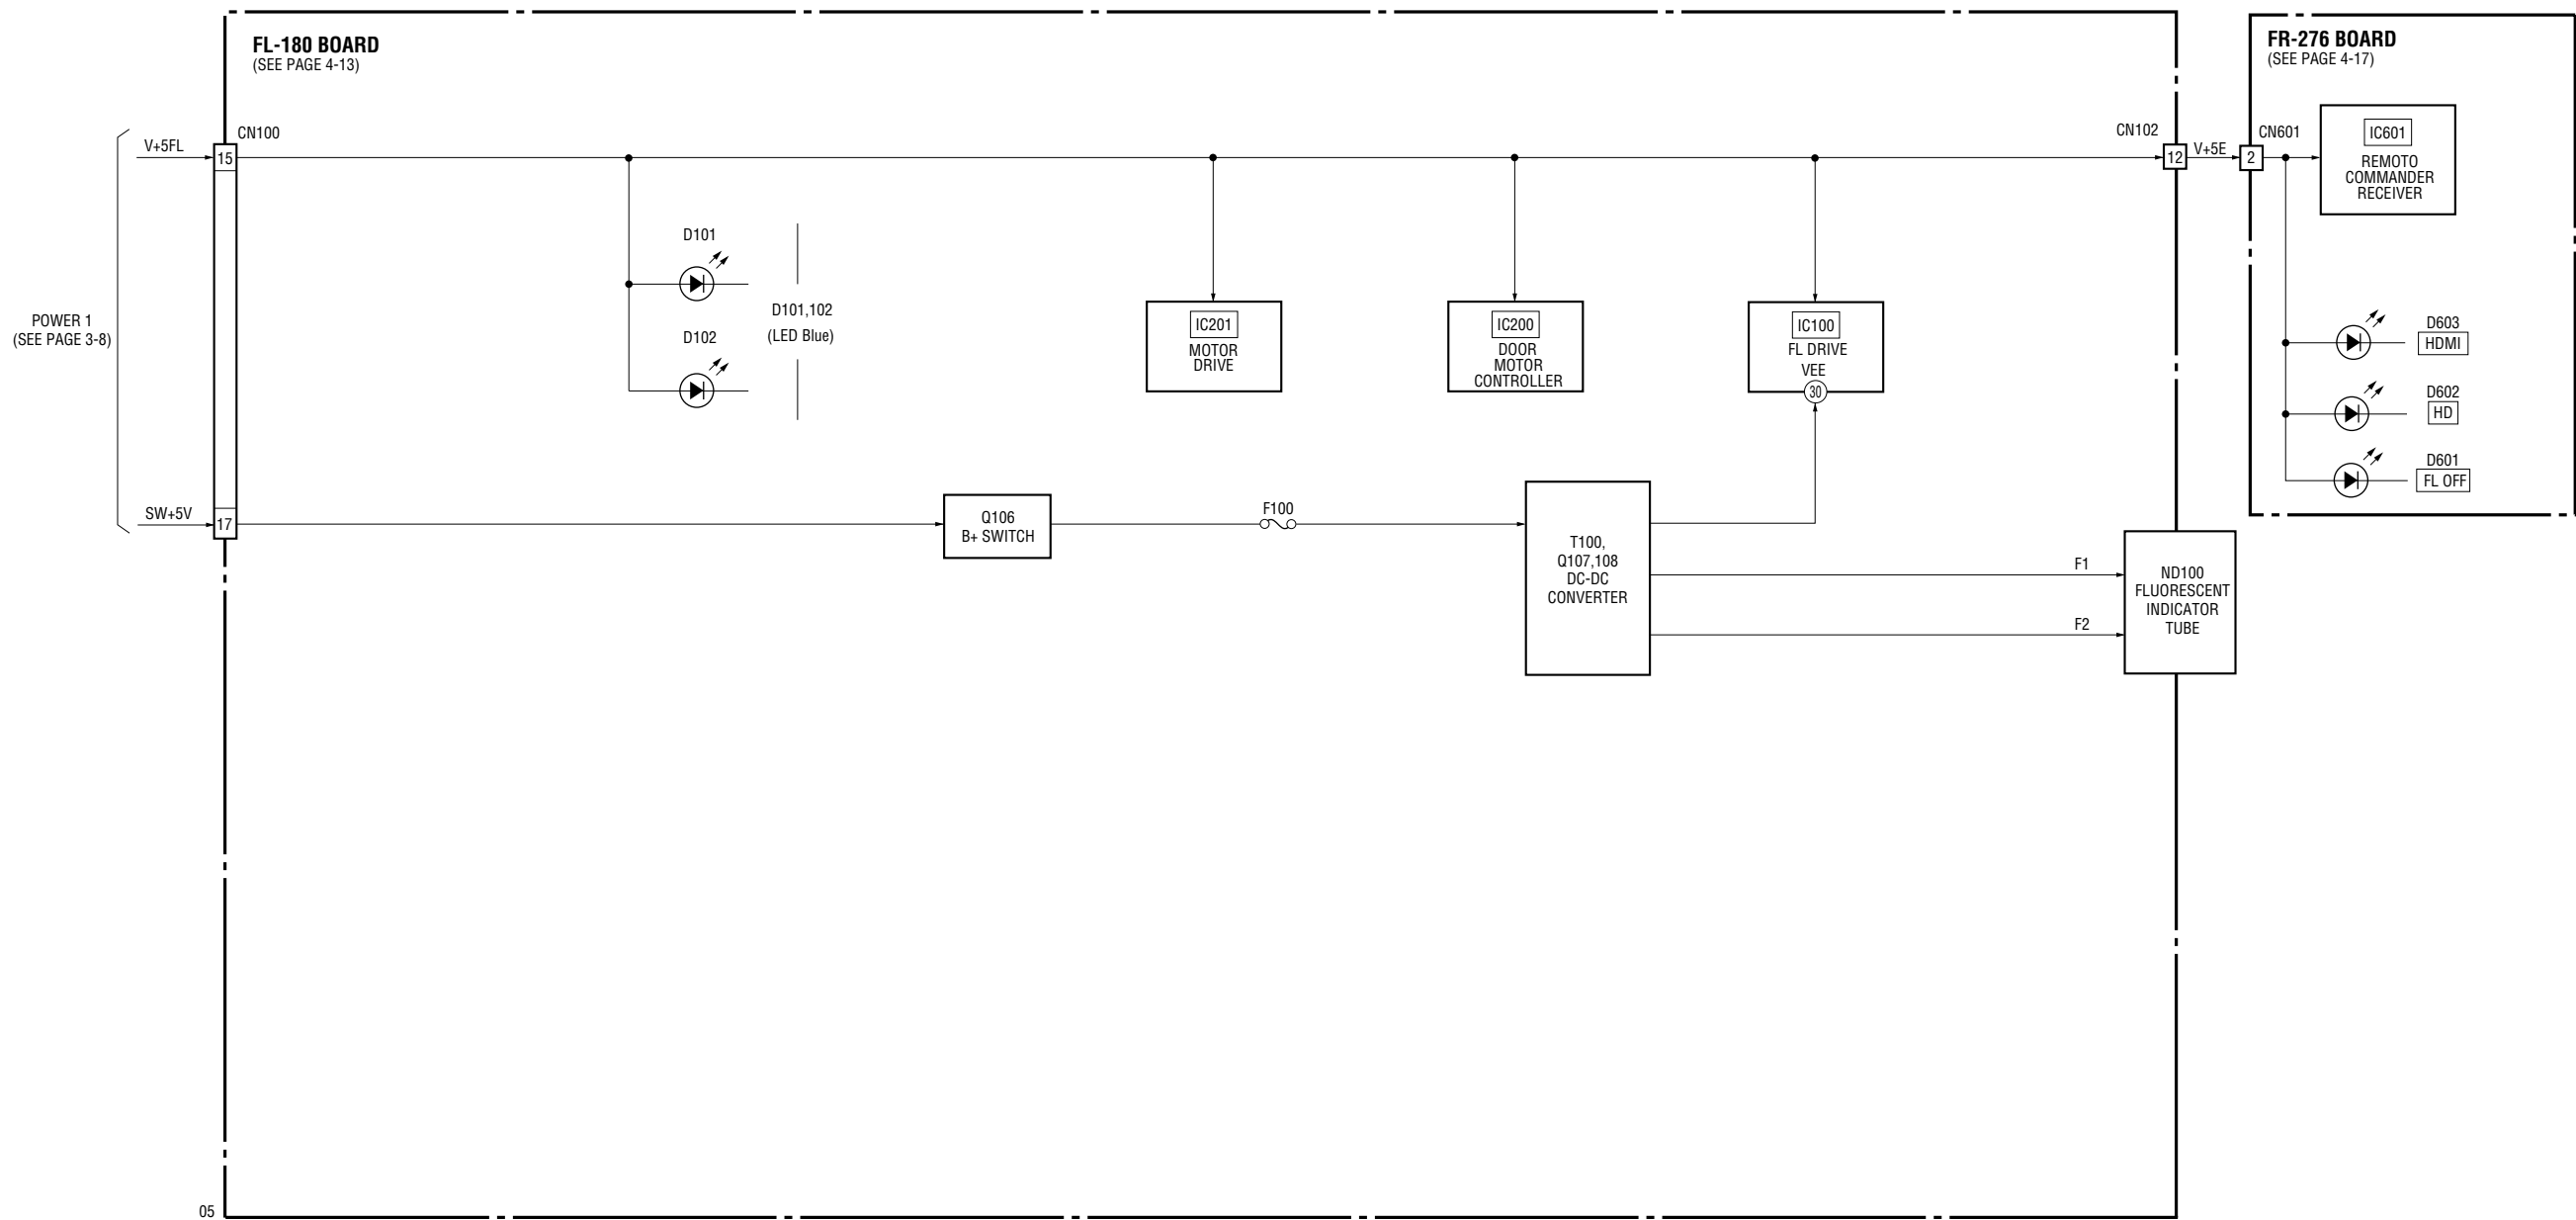 FL-180 BOARD
(SEE PAGE 4-13)
FR-276 BOARD
(SEE PAGE 4-17)
CN100
V+5FL
15
CN102
12
V+5E
CN601
2
IC601
REMOTO
COMMANDER
RECEIVER
D101
D101,102
(LED Blue)
D102
IC201
MOTOR
DRIVE
IC200
DOOR
MOTOR
CONTROLLER
IC100
FL DRIVE
VEE
30
D603
HDMI
D602
HD
D601
FL OFF
POWER 1
(SEE PAGE 3-8)
SW+5V
17
Q106
B+ SWITCH
F100
T100,
Q107,108
DC-DC
CONVERTER
F1
F2
ND100
FLUORESCENT
INDICATOR
TUBE
05